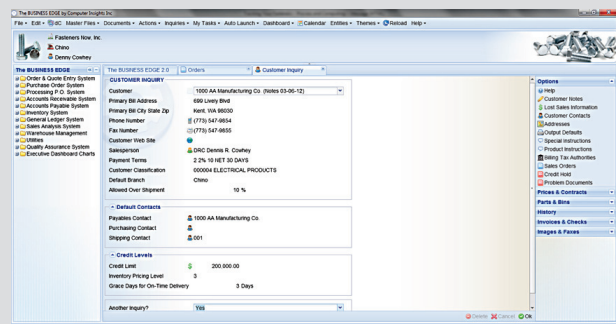 The BUSINESS EDGE by Computer Insights Inc
File Edit dC Master Files Documents Actions Inquiries My Tasks Auto Launch Dashboard Calendar Entities Themes Reload Help
Fasteners Now, Inc.
Chino
Denny Cowhey
The BUSINESS EDGE
Order & Quote Entry System
Purchase Order System
Processing P.O. System
Accounts Receivable System
Accounts Payable System
Inventory System
General Ledger System
Sales Analysis System
Warehouse Management
Utilities
Quality Assurance System
Executive Dashboard Charts
The BUSINESS EDGE 2.0 Orders Customer Inquiry
CUSTOMER INQUIRY
Customer 1000 AA Manufacturing Co. (Notes 03-06-12)
Primary Bill Address 699 Livery Blvd
Primary Bill City State Zip Kent, WA 88030
Phone Number (773) 547-9655
Fax Number (773) 547-9655
Customer Web Site
Salesperson DRC Dennis R. Cowhey
Payment Terms 2 2% 10 NET 30 DAYS
Customer Classification 000004 ELECTRICAL PRODUCTS
Default Branch Chino
Allowed Over Shipment 10 %
Default Contacts
Payables Contact 1000 AA Manufacturing Co.
Purchasing Contact
Shipping Contact 001
Credit Levels
Credit Limit $ 200,000.00
Inventory Pricing Level 3
Grace Days for On-Time Delivery 3 Days
Another Inquiry? Yes
Options
Help
Customer Notes
Lost Sales Information
Customer Contacts
Addresses
Output Defaults
Special Instructions
Product Instructions
Billing Tax Authorities
Sales Orders
Credit Hold
Problem Documents
Prices & Contracts
Parts & Bins
History
Invoices & Checks
Images & Faxes
Delete Cancel Ok